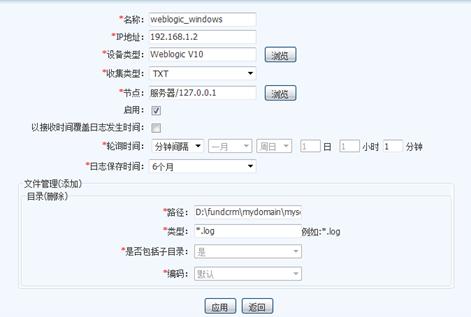 *名称: weblogic_windows
*IP地址: 192.168.1.2
*设备类型: Weblogic V10 浏览
*收集类型: TXT
*节点: 服务器/127.0.0.1 浏览
启用:
以接收时间覆盖日志发生时间:
*轮询时间: 分钟间隔 一月 周日 1 日 1 小时 1 分钟
*日志保存时间: 6个月
文件管理(添加)
目录(删除)
*路径: D:\fundcrm\mydomain\myse
*类型: *.log 例如:*.log
*是否包括子目录: 是
*编码: 默认
应用 返回